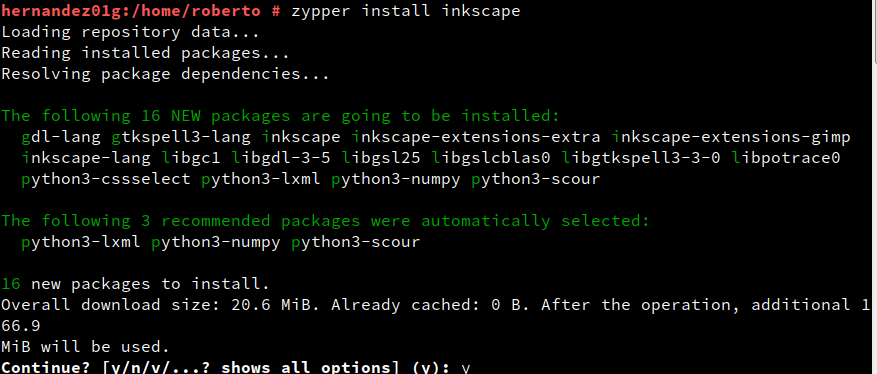 hernandez01g:/home/roberto # zypper install inkscape
Loading repository data...
Reading installed packages...
Resolving package dependencies...
The following 16 NEW packages are going to be installed:
gdl-lang gtkspell3-lang inkscape inkscape-extensions-extra inkscape-extensions-gimp
inkscape-lang libgc1 libgdl-3-5 libgsl25 libgslcblas0 libgtkspell3-3-0 libpotrace0
python3-cssselect python3-lxml python3-numpy python3-scour
The following 3 recommended packages were automatically selected:
python3-lxml python3-numpy python3-scour
16 new packages to install.
Overall download size: 20.6 MiB. Already cached: 0 B. After the operation, additional 1
66.9
MiB will be used.
Continue? [y/n/v/...? shows all options] (y): y